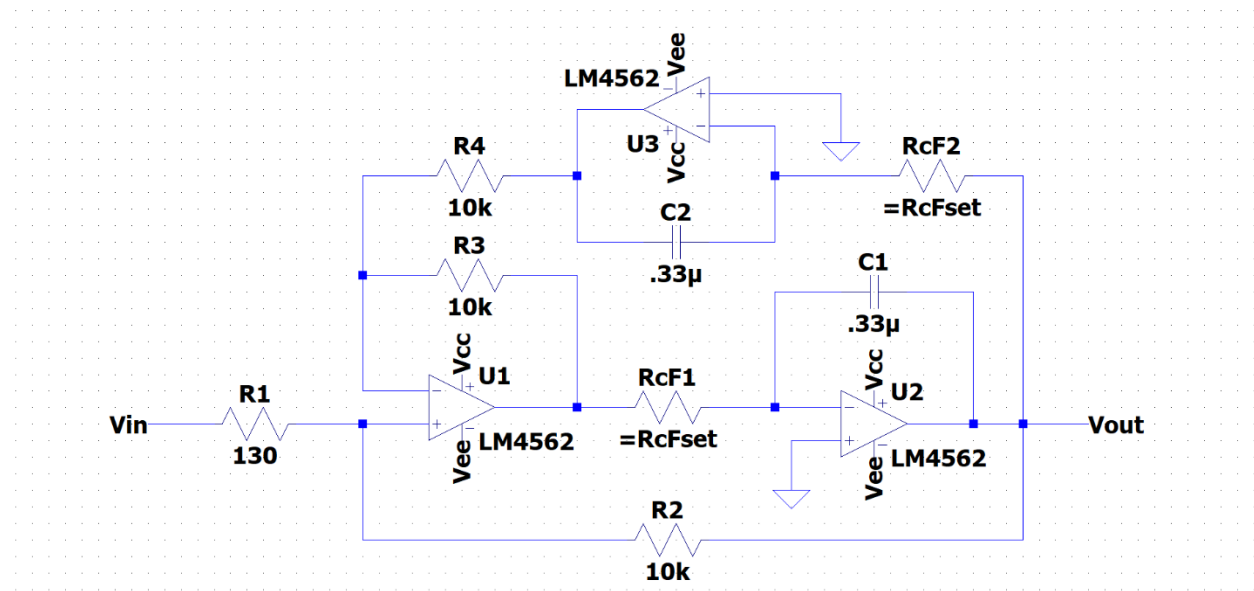 LM4562
Vee
U3
Vcc
R4
10k
RcF2
=RcFset
C2
.33µ
R3
10k
C1
.33µ
Vcc
U1
Vee
LM4562
RcF1
=RcFset
Vcc
U2
Vee
LM4562
Vin
R1
130
Vout
R2
10k